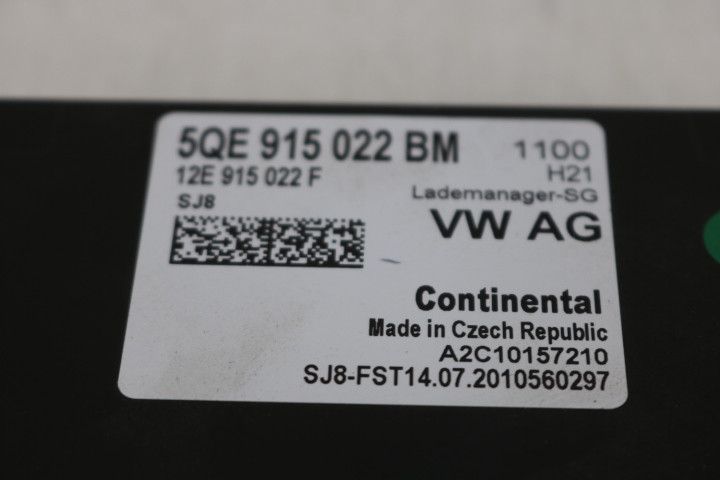 5QE 915 022 BM 1100
12E 915 022 F H21
SJ8 Lademanager-SG
VW AG
Continental
Made in Czech Republic
A2C10157210
SJ8-FST14.07.2010560297